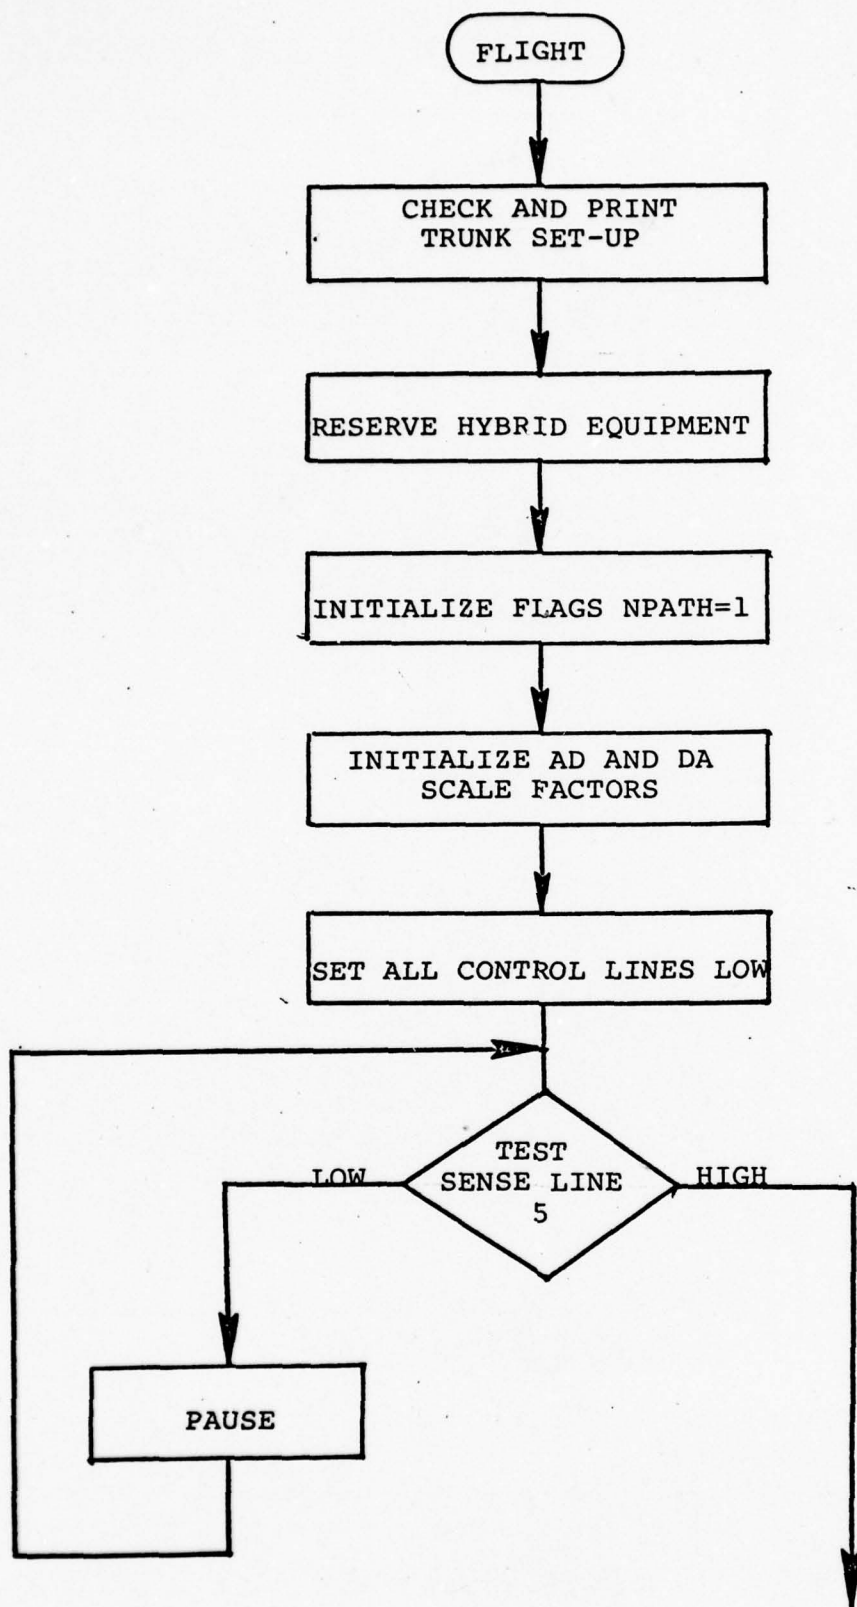 FLIGHT
CHECK AND PRINT
TRUNK SET-UP
RESERVE HYBRID EQUIPMENT
INITIALIZE FLAGS NPATH=1
INITIALIZE AD AND DA
SCALE FACTORS
SET ALL CONTROL LINES LOW
TEST
LOW
SENSE LINE
HIGH
5
PAUSE